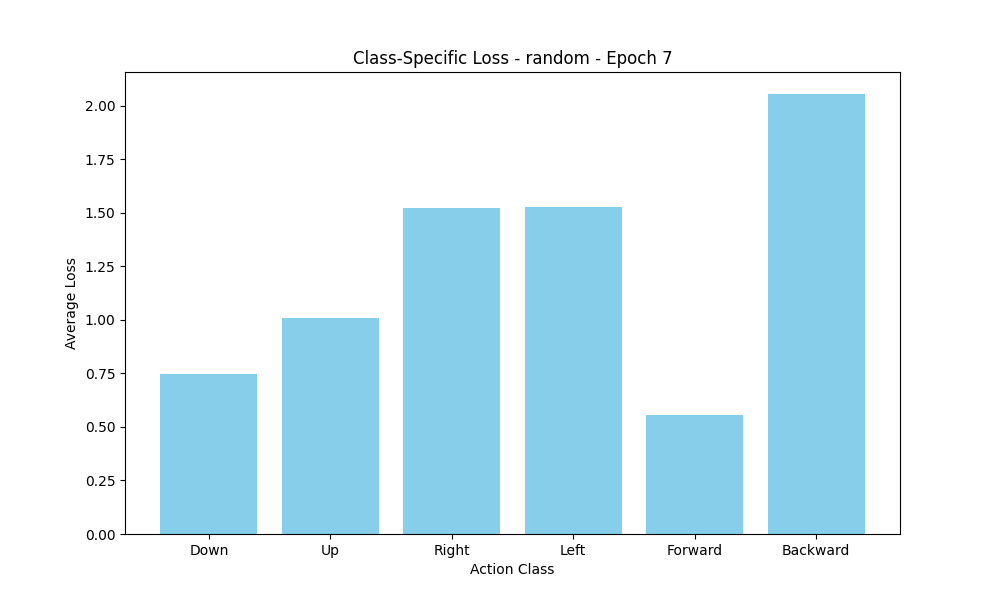 Class-Specific Loss - random - Epoch 7
2.00
1.75
1.50
1.25
1.00
0.75
0.50
0.25
0.00
Average Loss
Down Up Right Left Forward Backward
Action Class